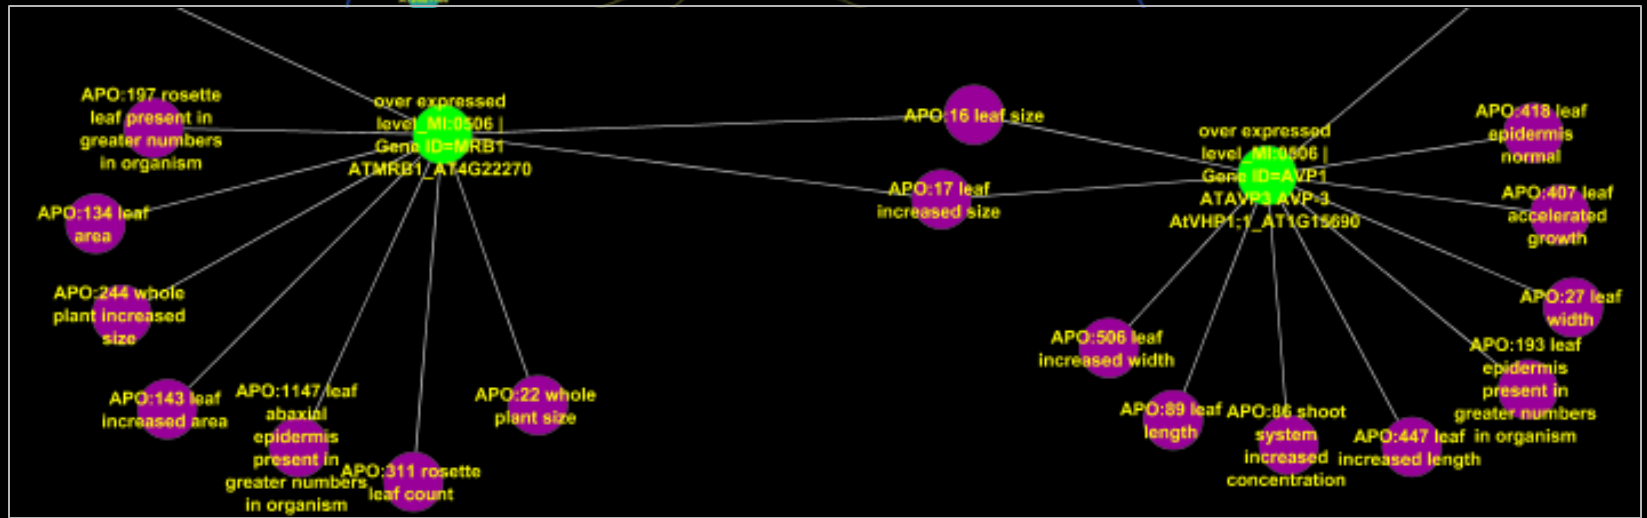 APO:197 rosette
leaf present in
greater numbers
in organism
over expressed
level_MI:0506 |
Gene ID=MRB1
ATMRB1_AT4G22270
APO:16 leaf size
APO:17 leaf
increased size
over expressed
level_MI:0506 |
Gene ID=AVP1
ATAVP3 AVP-3
AtVHP1;1_AT1G15690
APO:418 leaf
epidermis
normal
APO:407 leaf
accelerated
growth
APO:134 leaf
area
APO:244 whole
plant increased
size
APO:27 leaf
width
APO:506 leaf
increased width
APO:193 leaf
epidermis
present in
greater numbers
in organism
APO:143 leaf
increased area
APO:1147 leaf
abaxial
epidermis
present in
greater numbers
in organism
APO:311 rosette
leaf count
APO:22 whole
plant size
APO:89 leaf
length
APO:86 shoot
system
increased
concentration
APO:447 leaf
increased length